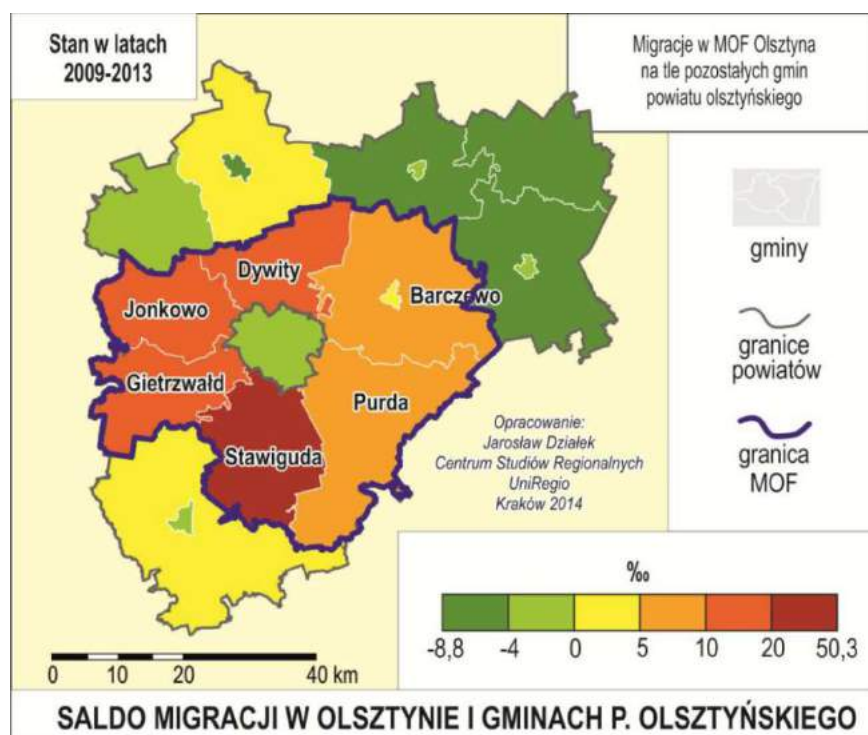 Stan w latach
2009-2013
Migracje w MOF Olsztyna
na tle pozostałych gmin
powiatu olsztyńskiego
gminy
granice
powiatów
granica
MOF
Dywity
Jonkowo
Barczewo
Gietrzwałd
Purda
Stawiguda
Opracowanie:
Jarosław Działek
Centrum Studiów Regionalnych
UniRegio
Kraków 2014
‰
-8,8 -4 0 5 10 20 50,3
0 10 20 40 km
SALDO MIGRACJI W OLSZTYNIE I GMINACH P. OLSZTYŃSKIEGO